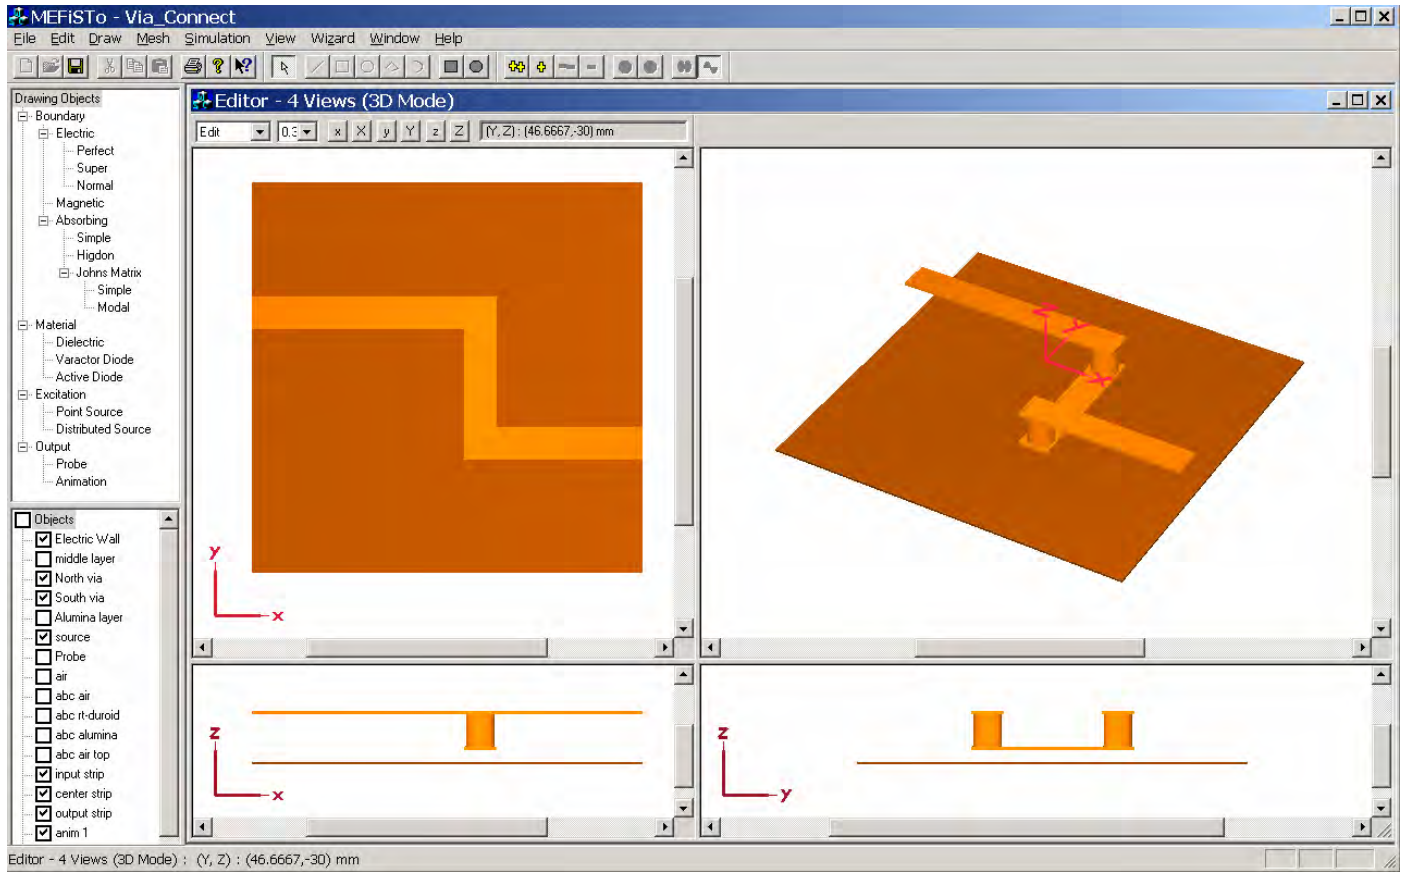 MEFiSTo - Via_Connect
File Edit Draw Mesh Simulation View Wizard Window Help
Drawing Objects
Boundary
Electric
Perfect
Super
Normal
Magnetic
Absorbing
Simple
Higdon
Johns Matrix
Simple
Modal
Material
Dielectric
Varactor Diode
Active Diode
Excitation
Point Source
Distributed Source
Output
Probe
Animation
Objects
Electric Wall
middle layer
North via
South via
Alumina layer
source
Probe
air
abc air
abc rt-duroid
abc alumina
abc air top
input strip
center strip
output strip
anim 1
Editor - 4 Views (3D Mode)
Edit x X y Y z Z (Y, Z) : (46.6667,-30) mm
y
x
Z
Y
X
z
x
z
y
Editor - 4 Views (3D Mode) : (Y, Z) : (46.6667,-30) mm